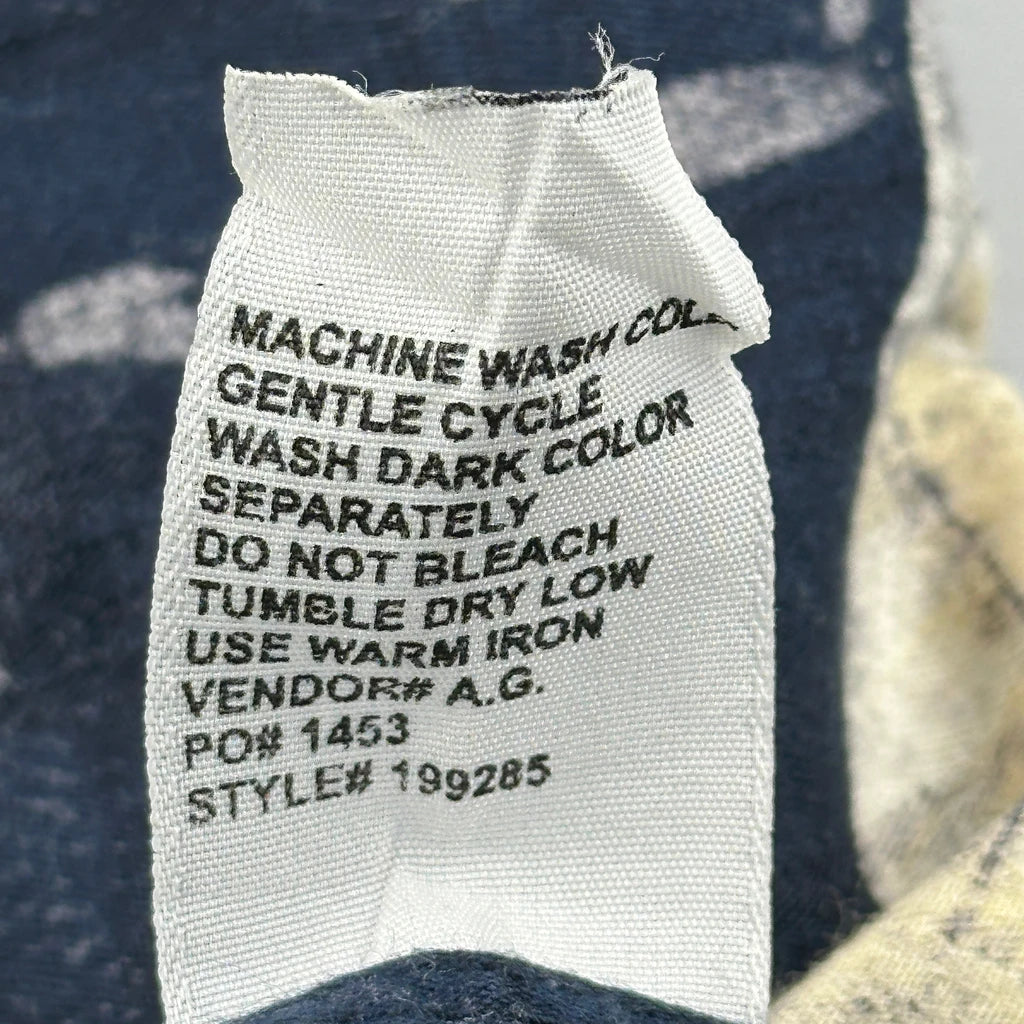 MACHINE WASH COLD
GENTLE CYCLE
WASH DARK COLOR
SEPARATELY
DO NOT BLEACH
TUMBLE DRY LOW
USE WARM IRON
VENDOR# A.G.
PO# 1453
STYLE# 199285